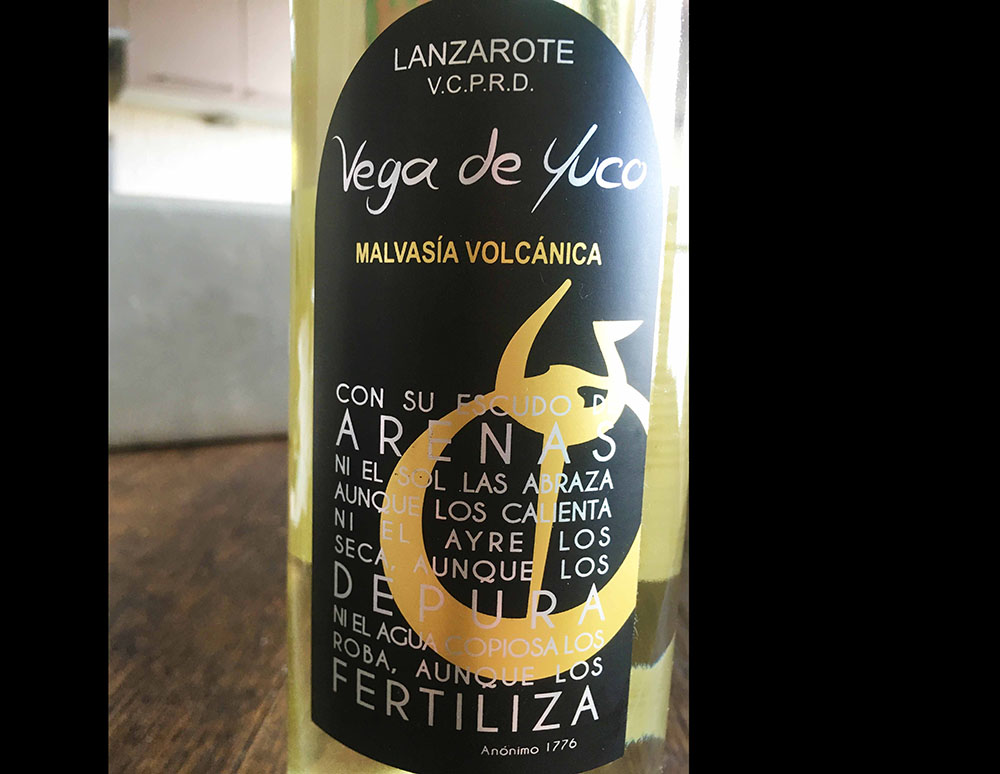 LANZAROTE
V.C.P.R.D.
Vega de Yuco
MALVASÍA VOLCÁNICA
CON SU ESCUDO DE
ARENAS
NI EL SOL LAS ABRAZA
AUNQUE LOS CALIENTA
NI EL AYRE LOS
SECA, AUNQUE LOS
DEPURA
NI EL AGUA COPIOSA LOS
ROBA, AUNQUE LOS
FERTILIZA
Anónimo 1776